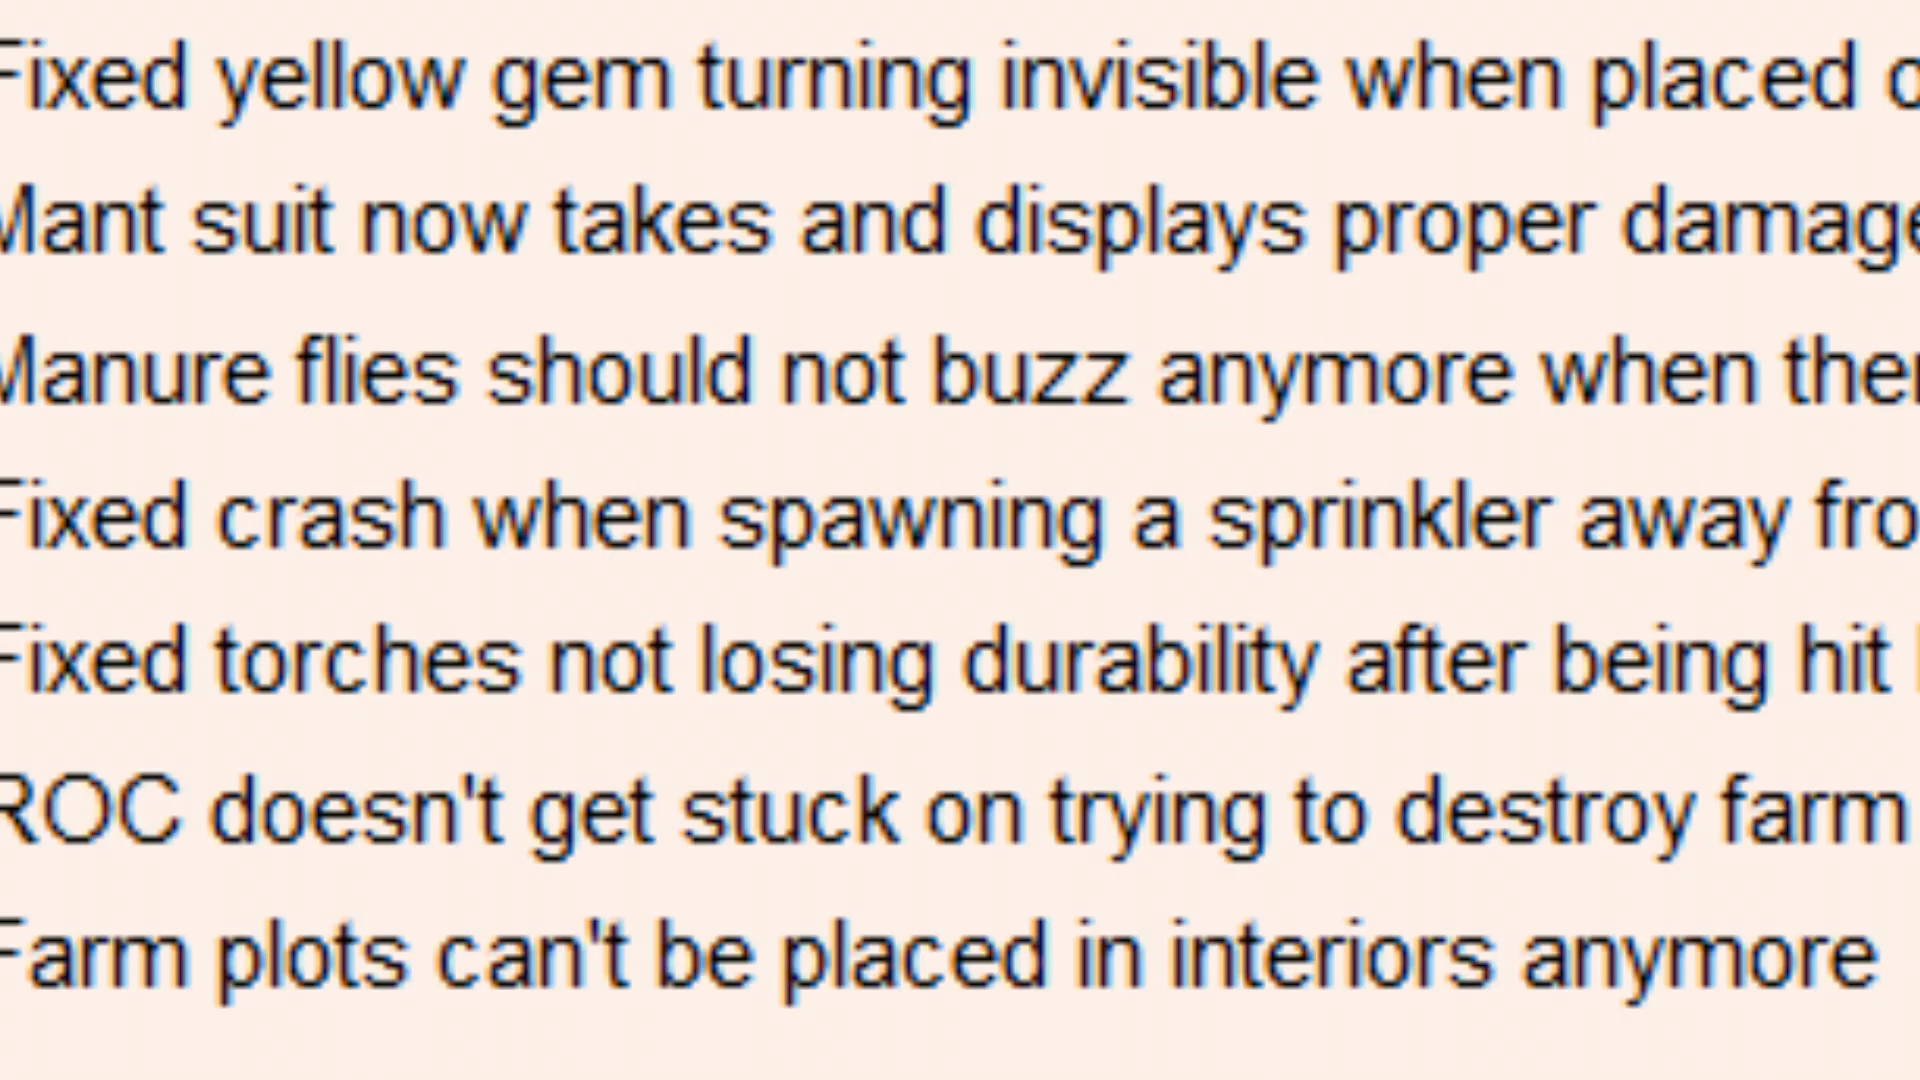 Fixed yellow gem turning invisible when placed
Mant suit now takes and displays proper damage
Manure flies should not buzz anymore when
Fixed crash when spawning a sprinkler away
Fixed torches not losing durability after being hit
ROC doesn't get stuck on trying to destroy farm
Farm plots can't be placed in interiors anymore